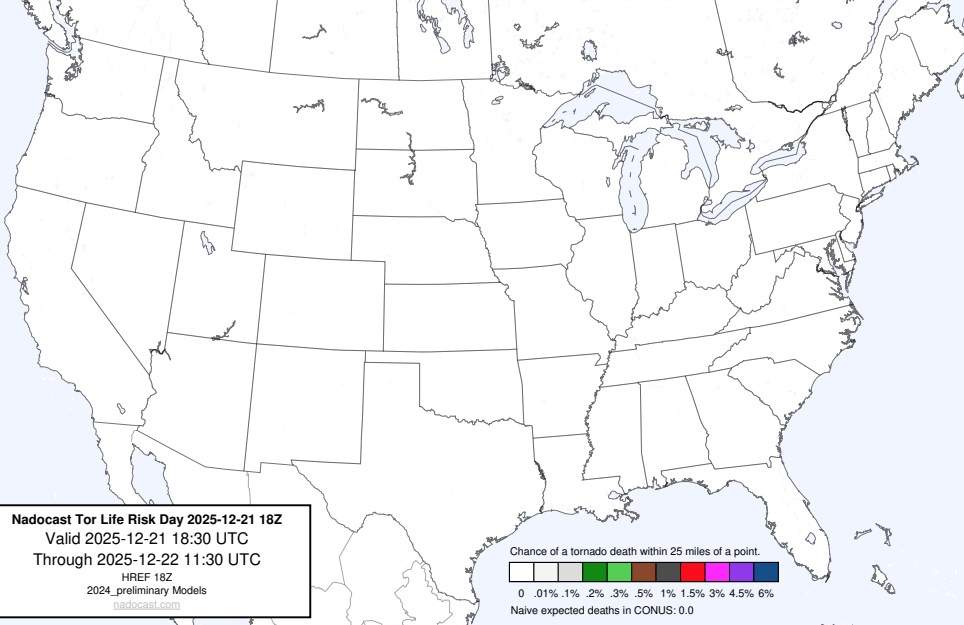 Nadocast Tor Life Risk Day 2025-12-21 18Z
Valid 2025-12-21 18:30 UTC
Through 2025-12-22 11:30 UTC
HREF 18Z
2024_preliminary Models
nadocast.com
Chance of a tornado death within 25 miles of a point.
0 .01% .1% .2% .3% .5% 1% 1.5% 3% 4.5% 6%
Naive expected deaths in CONUS: 0.0